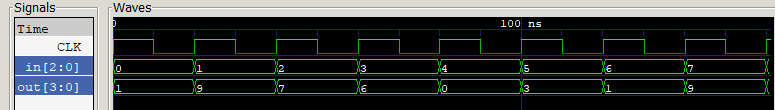 Signals
Waves
Time
0
100 ns
CLK
in[2:0]
0 1 2 3 4 5 6 7
out[3:0]
1 9 7 6 0 3 1 9